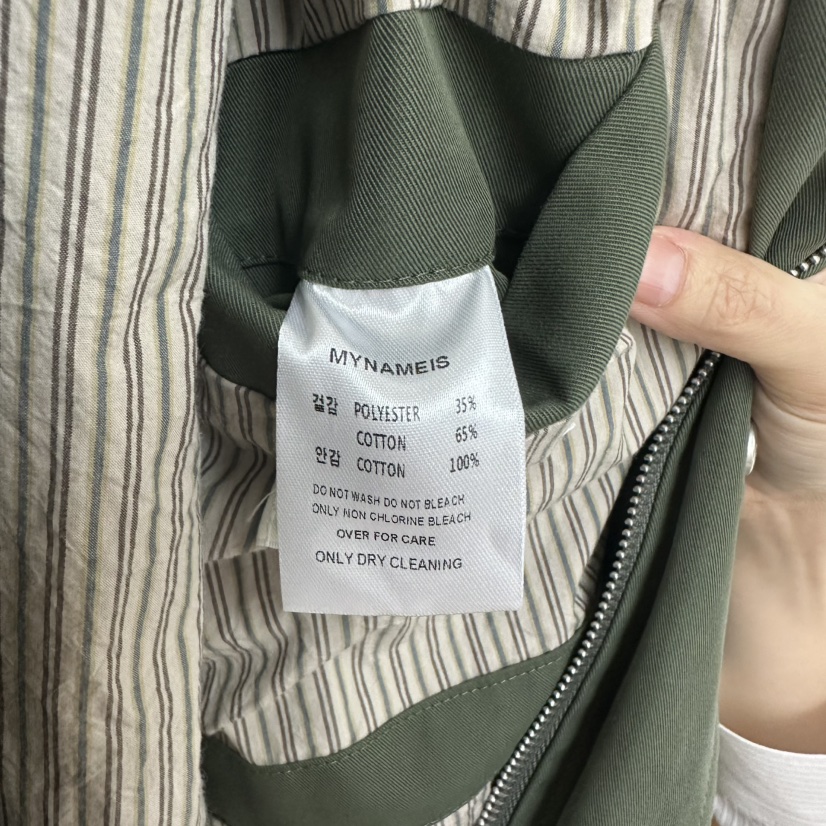 MYNAMEIS
겉감 POLYESTER 35%
COTTON 65%
안감 COTTON 100%
DO NOT WASH DO NOT BLEACH
ONLY NON CHLORINE BLEACH
OVER FOR CARE
ONLY DRY CLEANING